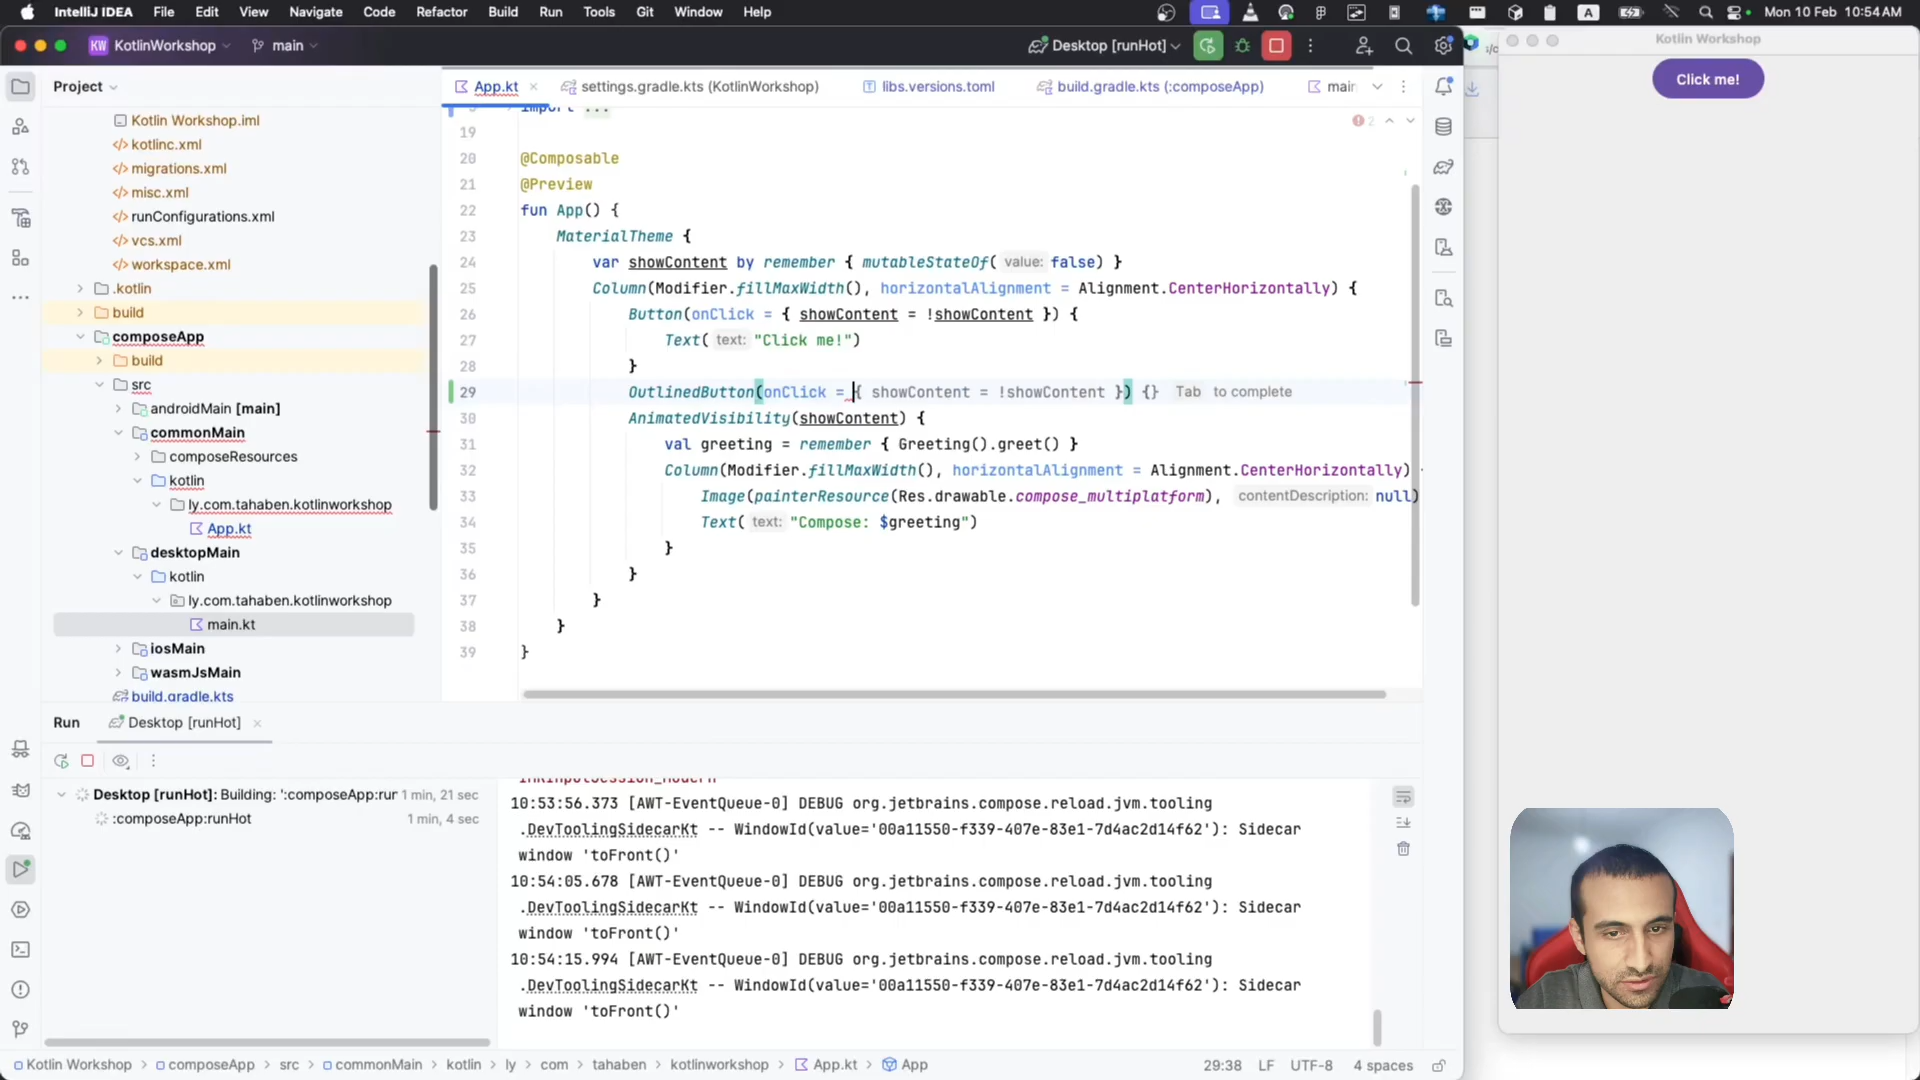 IntelliJ IDEA File Edit View Navigate Code Refactor Build Run Tools Git Window Help
A Mon 10 Feb 10:54 AM
KW KotlinWorkshop main
Desktop [runHot]
Project
App.kt
settings.gradle.kts (KotlinWorkshop)
libs.versions.toml
build.gradle.kts (:composeApp)
main
Kotlin Workshop.iml
kotlinc.xml
migrations.xml
misc.xml
runConfigurations.xml
vcs.xml
workspace.xml
.kotlin
build
composeApp
build
src
androidMain [main]
commonMain
composeResources
kotlin
ly.com.tahaben.kotlinworkshop
App.kt
desktopMain
kotlin
ly.com.tahaben.kotlinworkshop
main.kt
iosMain
wasmJsMain
build.gradle.kts
import ...
2
19
20 @Composable
21 @Preview
22 fun App() {
23 MaterialTheme {
24 var showContent by remember { mutableStateOf( value: false) }
25 Column(Modifier.fillMaxWidth(), horizontalAlignment = Alignment.CenterHorizontally) {
26 Button(onClick = { showContent = !showContent }) {
27 Text( text: "Click me!")
28 }
29 OutlinedButton(onClick = { showContent = !showContent }) {} Tab to complete
30 AnimatedVisibility(showContent) {
31 val greeting = remember { Greeting().greet() }
32 Column(Modifier.fillMaxWidth(), horizontalAlignment = Alignment.CenterHorizontally)
33 Image(painterResource(Res.drawable.compose_multiplatform), contentDescription: null)
34 Text( text: "Compose: $greeting")
35 }
36 }
37 }
38 }
39 }
Run Desktop [runHot]
Desktop [runHot]: Building: ':composeApp:rur 1 min, 21 sec
:composeApp:runHot 1 min, 4 sec
10:53:56.373 [AWT-EventQueue-0] DEBUG org.jetbrains.compose.reload.jvm.tooling
.DevToolingSidecarKt -- WindowId(value='00a11550-f339-407e-83e1-7d4ac2d14f62'): Sidecar
window 'toFront()'
10:54:05.678 [AWT-EventQueue-0] DEBUG org.jetbrains.compose.reload.jvm.tooling
.DevToolingSidecarKt -- WindowId(value='00a11550-f339-407e-83e1-7d4ac2d14f62'): Sidecar
window 'toFront()'
10:54:15.994 [AWT-EventQueue-0] DEBUG org.jetbrains.compose.reload.jvm.tooling
.DevToolingSidecarKt -- WindowId(value='00a11550-f339-407e-83e1-7d4ac2d14f62'): Sidecar
window 'toFront()'
Kotlin Workshop composeApp src commonMain kotlin ly com tahaben kotlinworkshop App.kt App
29:38 LF UTF-8 4 spaces
Kotlin Workshop
Click me!